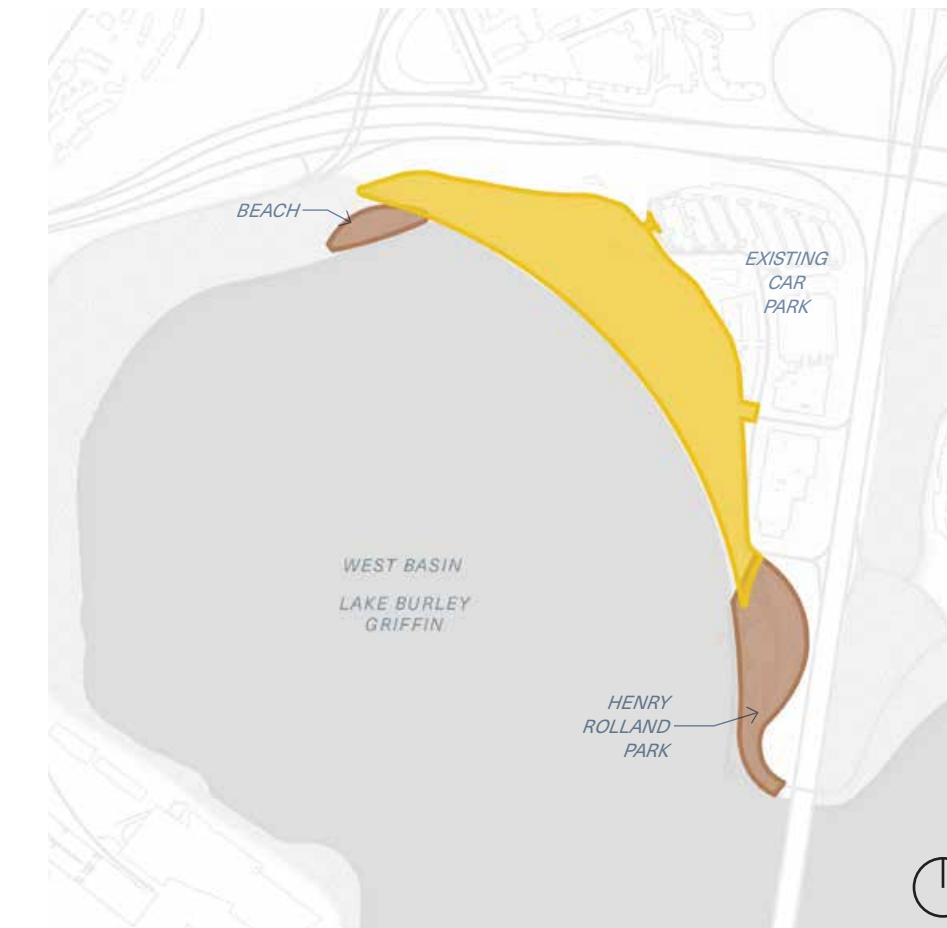 BEACH
EXISTING
CAR
PARK
WEST BASIN
LAKE BURLEY
GRIFFIN
HENRY
ROLLAND
PARK